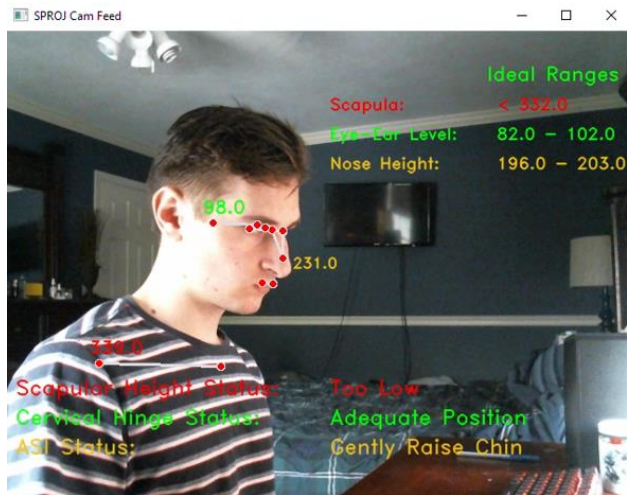 SPROJ Cam Feed
Ideal Ranges
Scapula: < 332.0
Eye-Ear Level: 82.0 - 102.0
Nose Height: 196.0 - 203.0
98.0
231.0
339.0
Scapular Height Status: Too Low
Cervical Hinge Status: Adequate Position
ASI Status: Gently Raise Chin